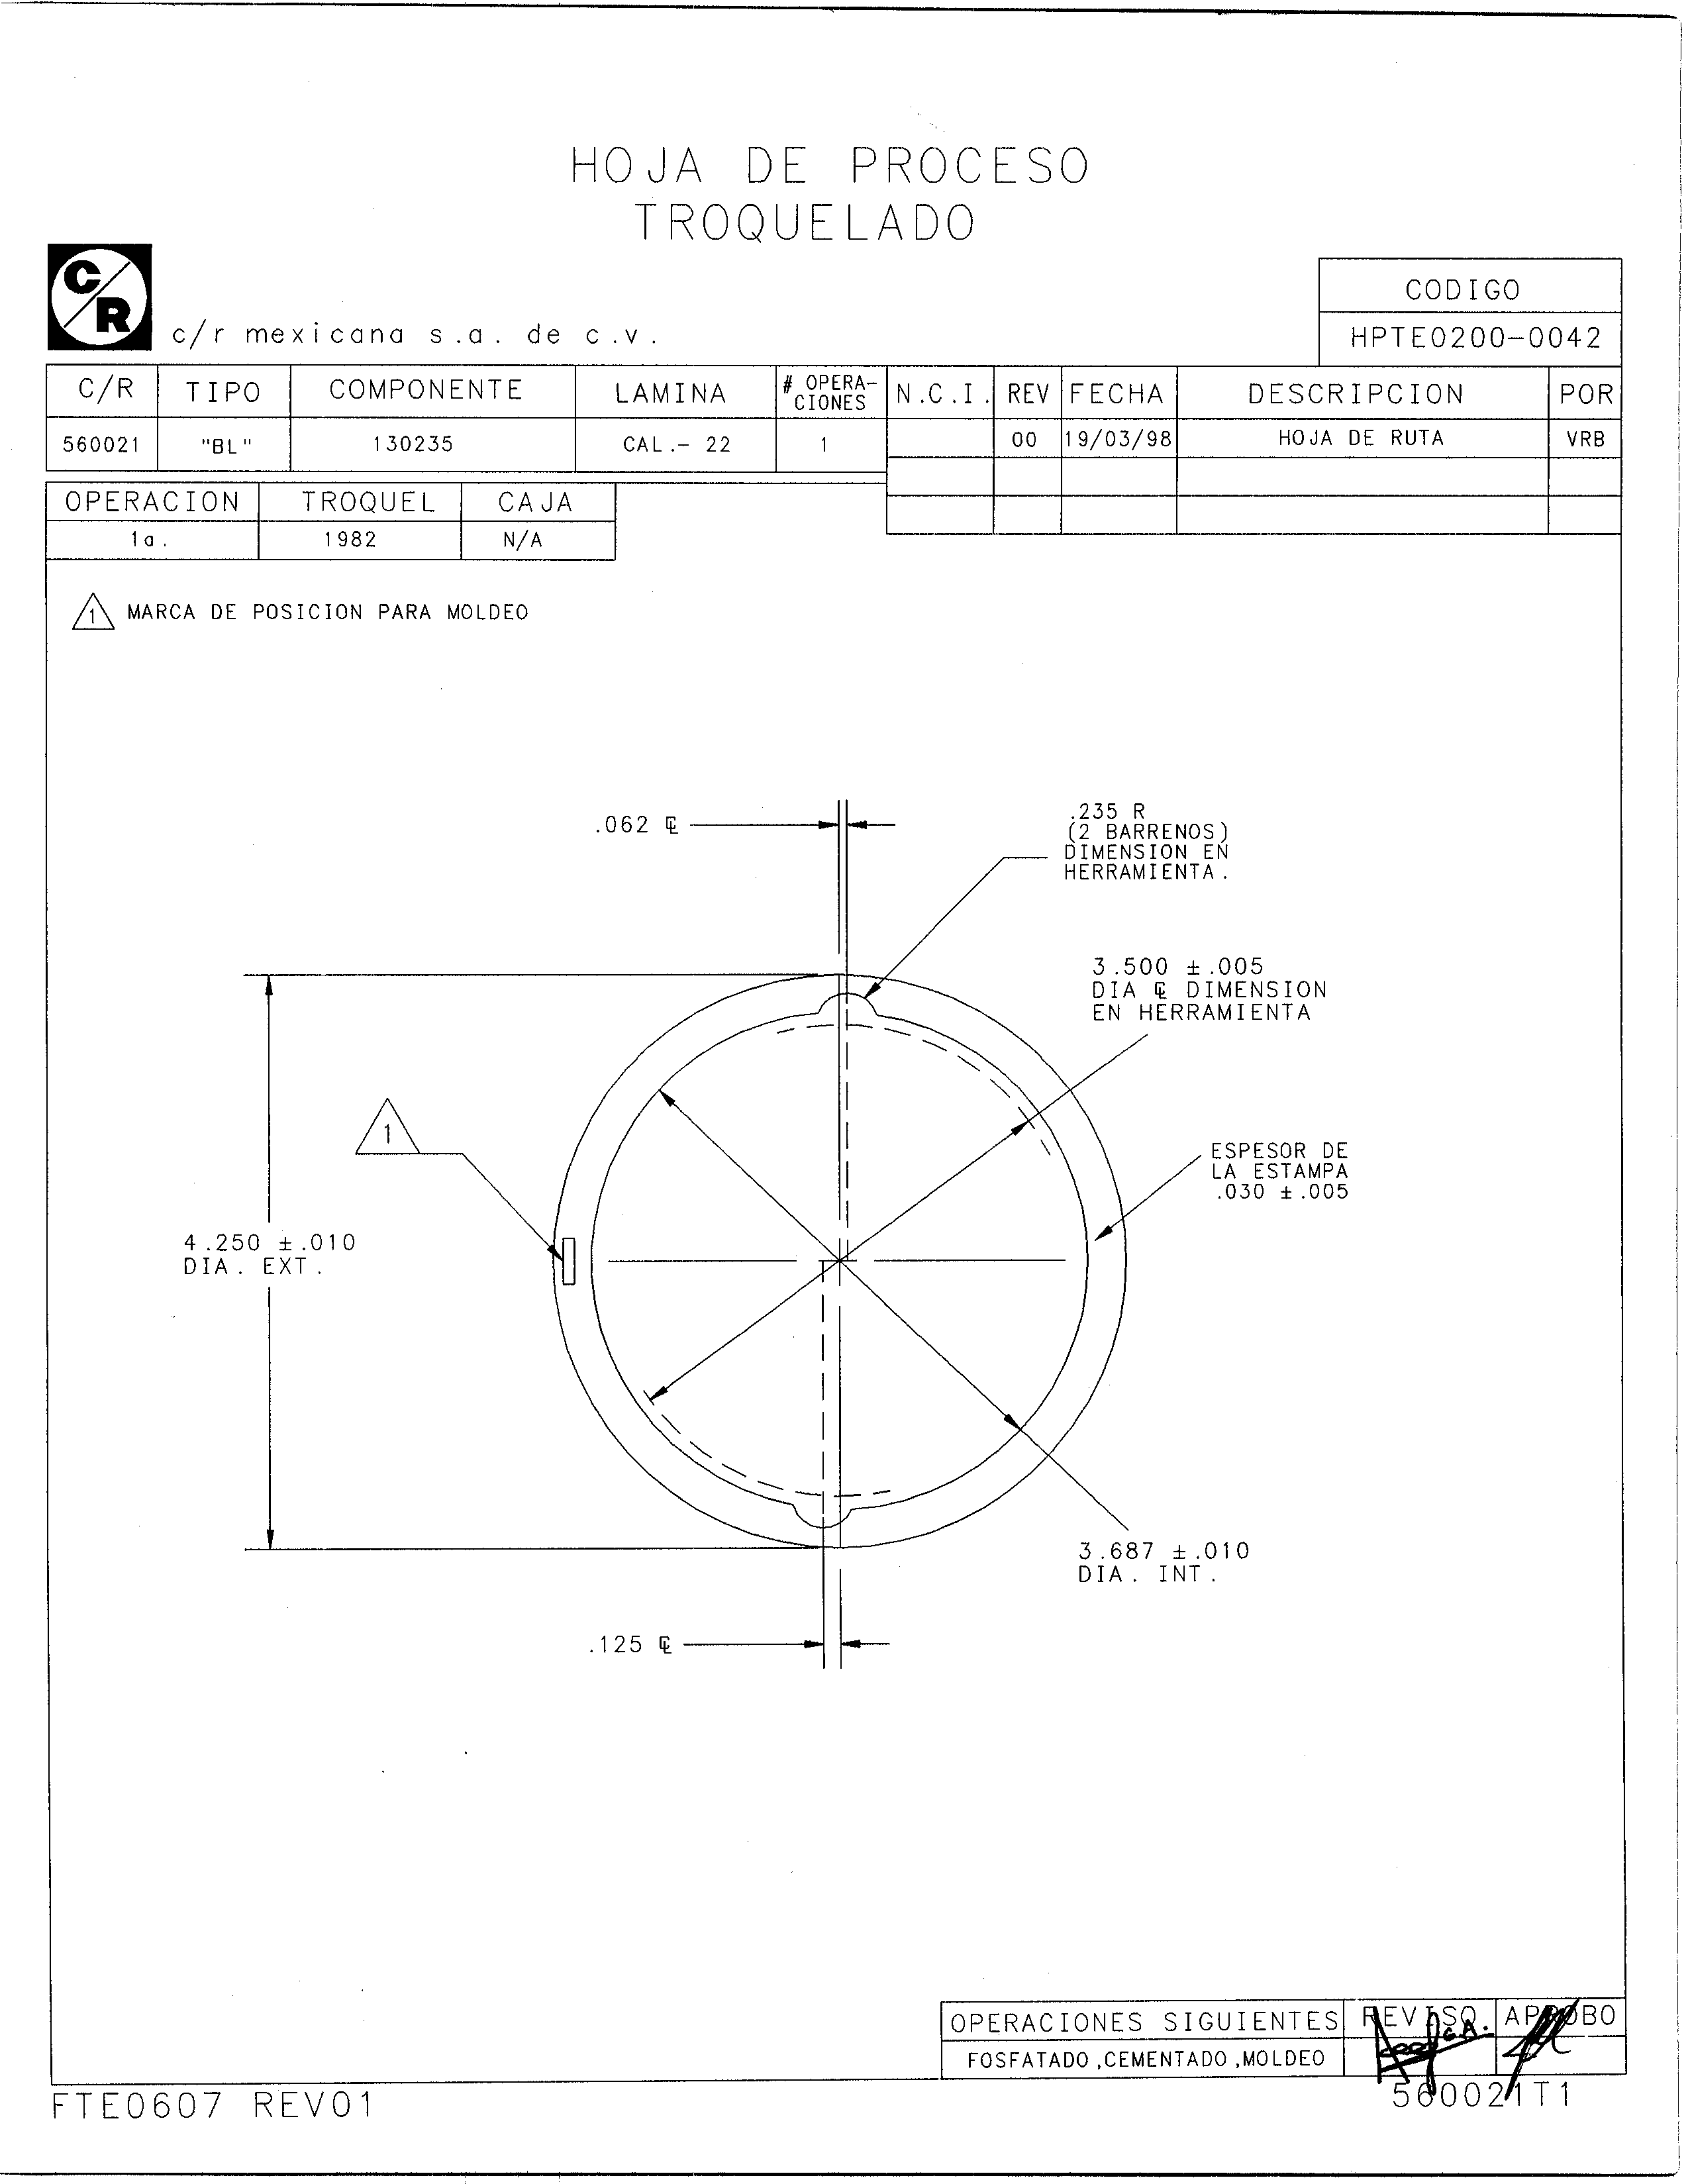 HOJA DE PROCESO
TROQUELADO
C/R
c/r mexicana s.a. de c.v.
CODIGO
HPTE0200-0042
C/R TIPO COMPONENTE LAMINA # OPERA-CIONES N.C.I. REV FECHA DESCRIPCION POR
560021 "BL" 130235 CAL.- 22 1 00 19/03/98 HOJA DE RUTA VRB
OPERACION TROQUEL CAJA
1a. 1982 N/A
1 MARCA DE POSICION PARA MOLDEO
.062 ℄
.235 R
(2 BARRENOS)
DIMENSION EN
HERRAMIENTA.
3.500 ±.005
DIA ℄ DIMENSION
EN HERRAMIENTA
1
ESPESOR DE
LA ESTAMPA
.030 ±.005
4.250 ±.010
DIA. EXT.
3.687 ±.010
DIA. INT.
.125 ℄
OPERACIONES SIGUIENTES REVISO APROBO
FOSFATADO,CEMENTADO,MOLDEO
FTE0607 REV01
560021T1